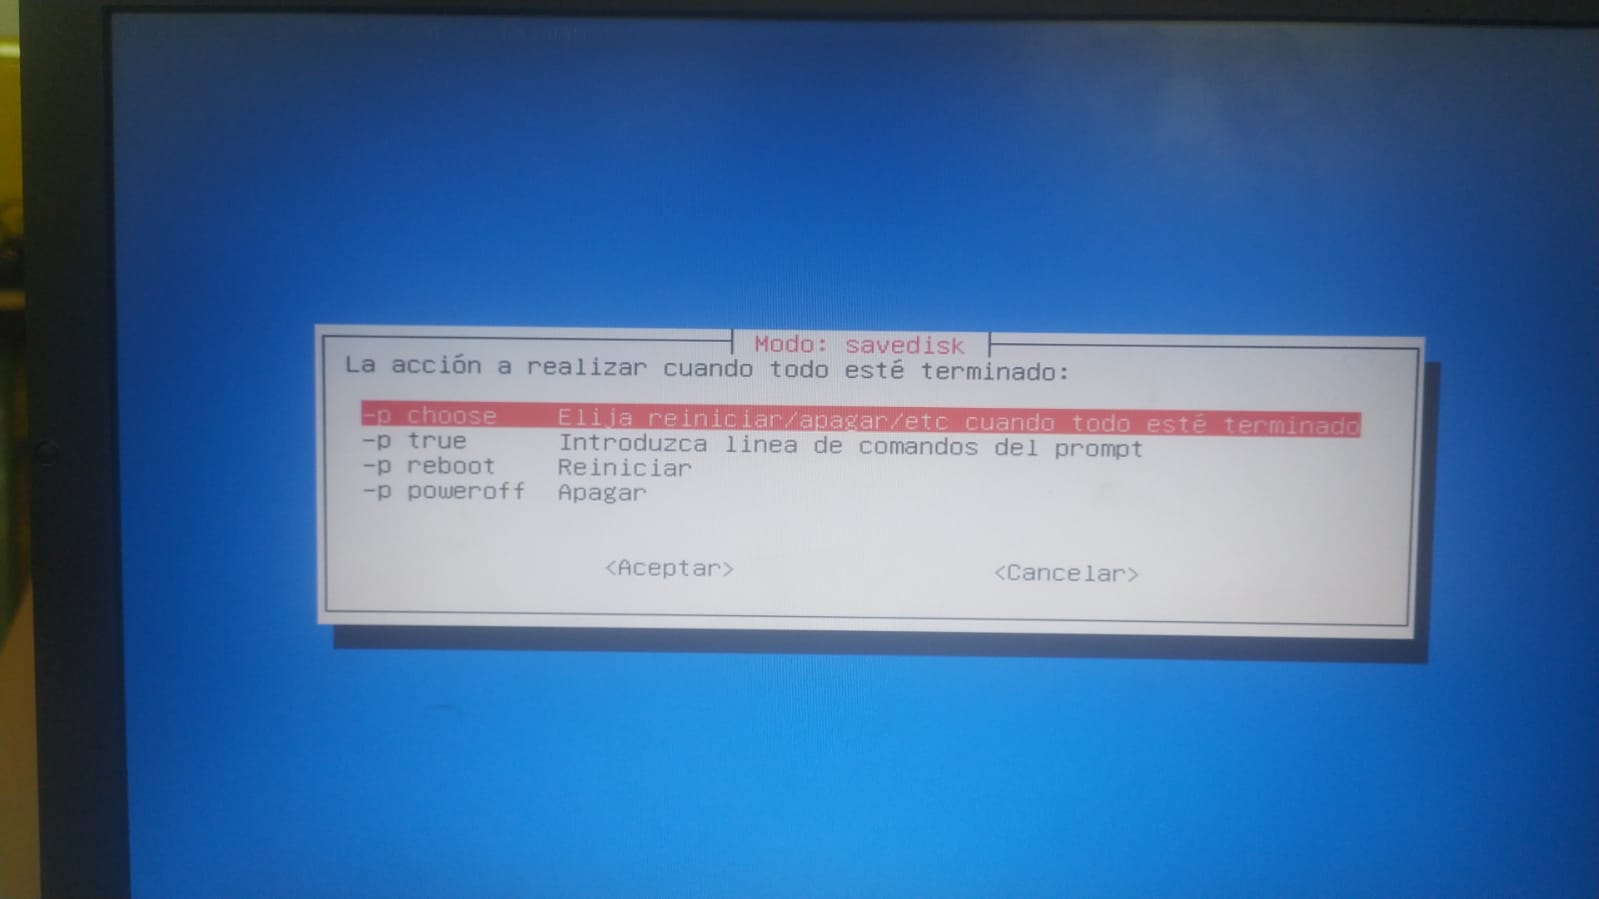 Modo: savedisk
La acción a realizar cuando todo esté terminado:
-p choose Elija reiniciar/apagar/etc cuando todo esté terminado
-p true Introduzca linea de comandos del prompt
-p reboot Reiniciar
-p poweroff Apagar
<Aceptar> <Cancelar>